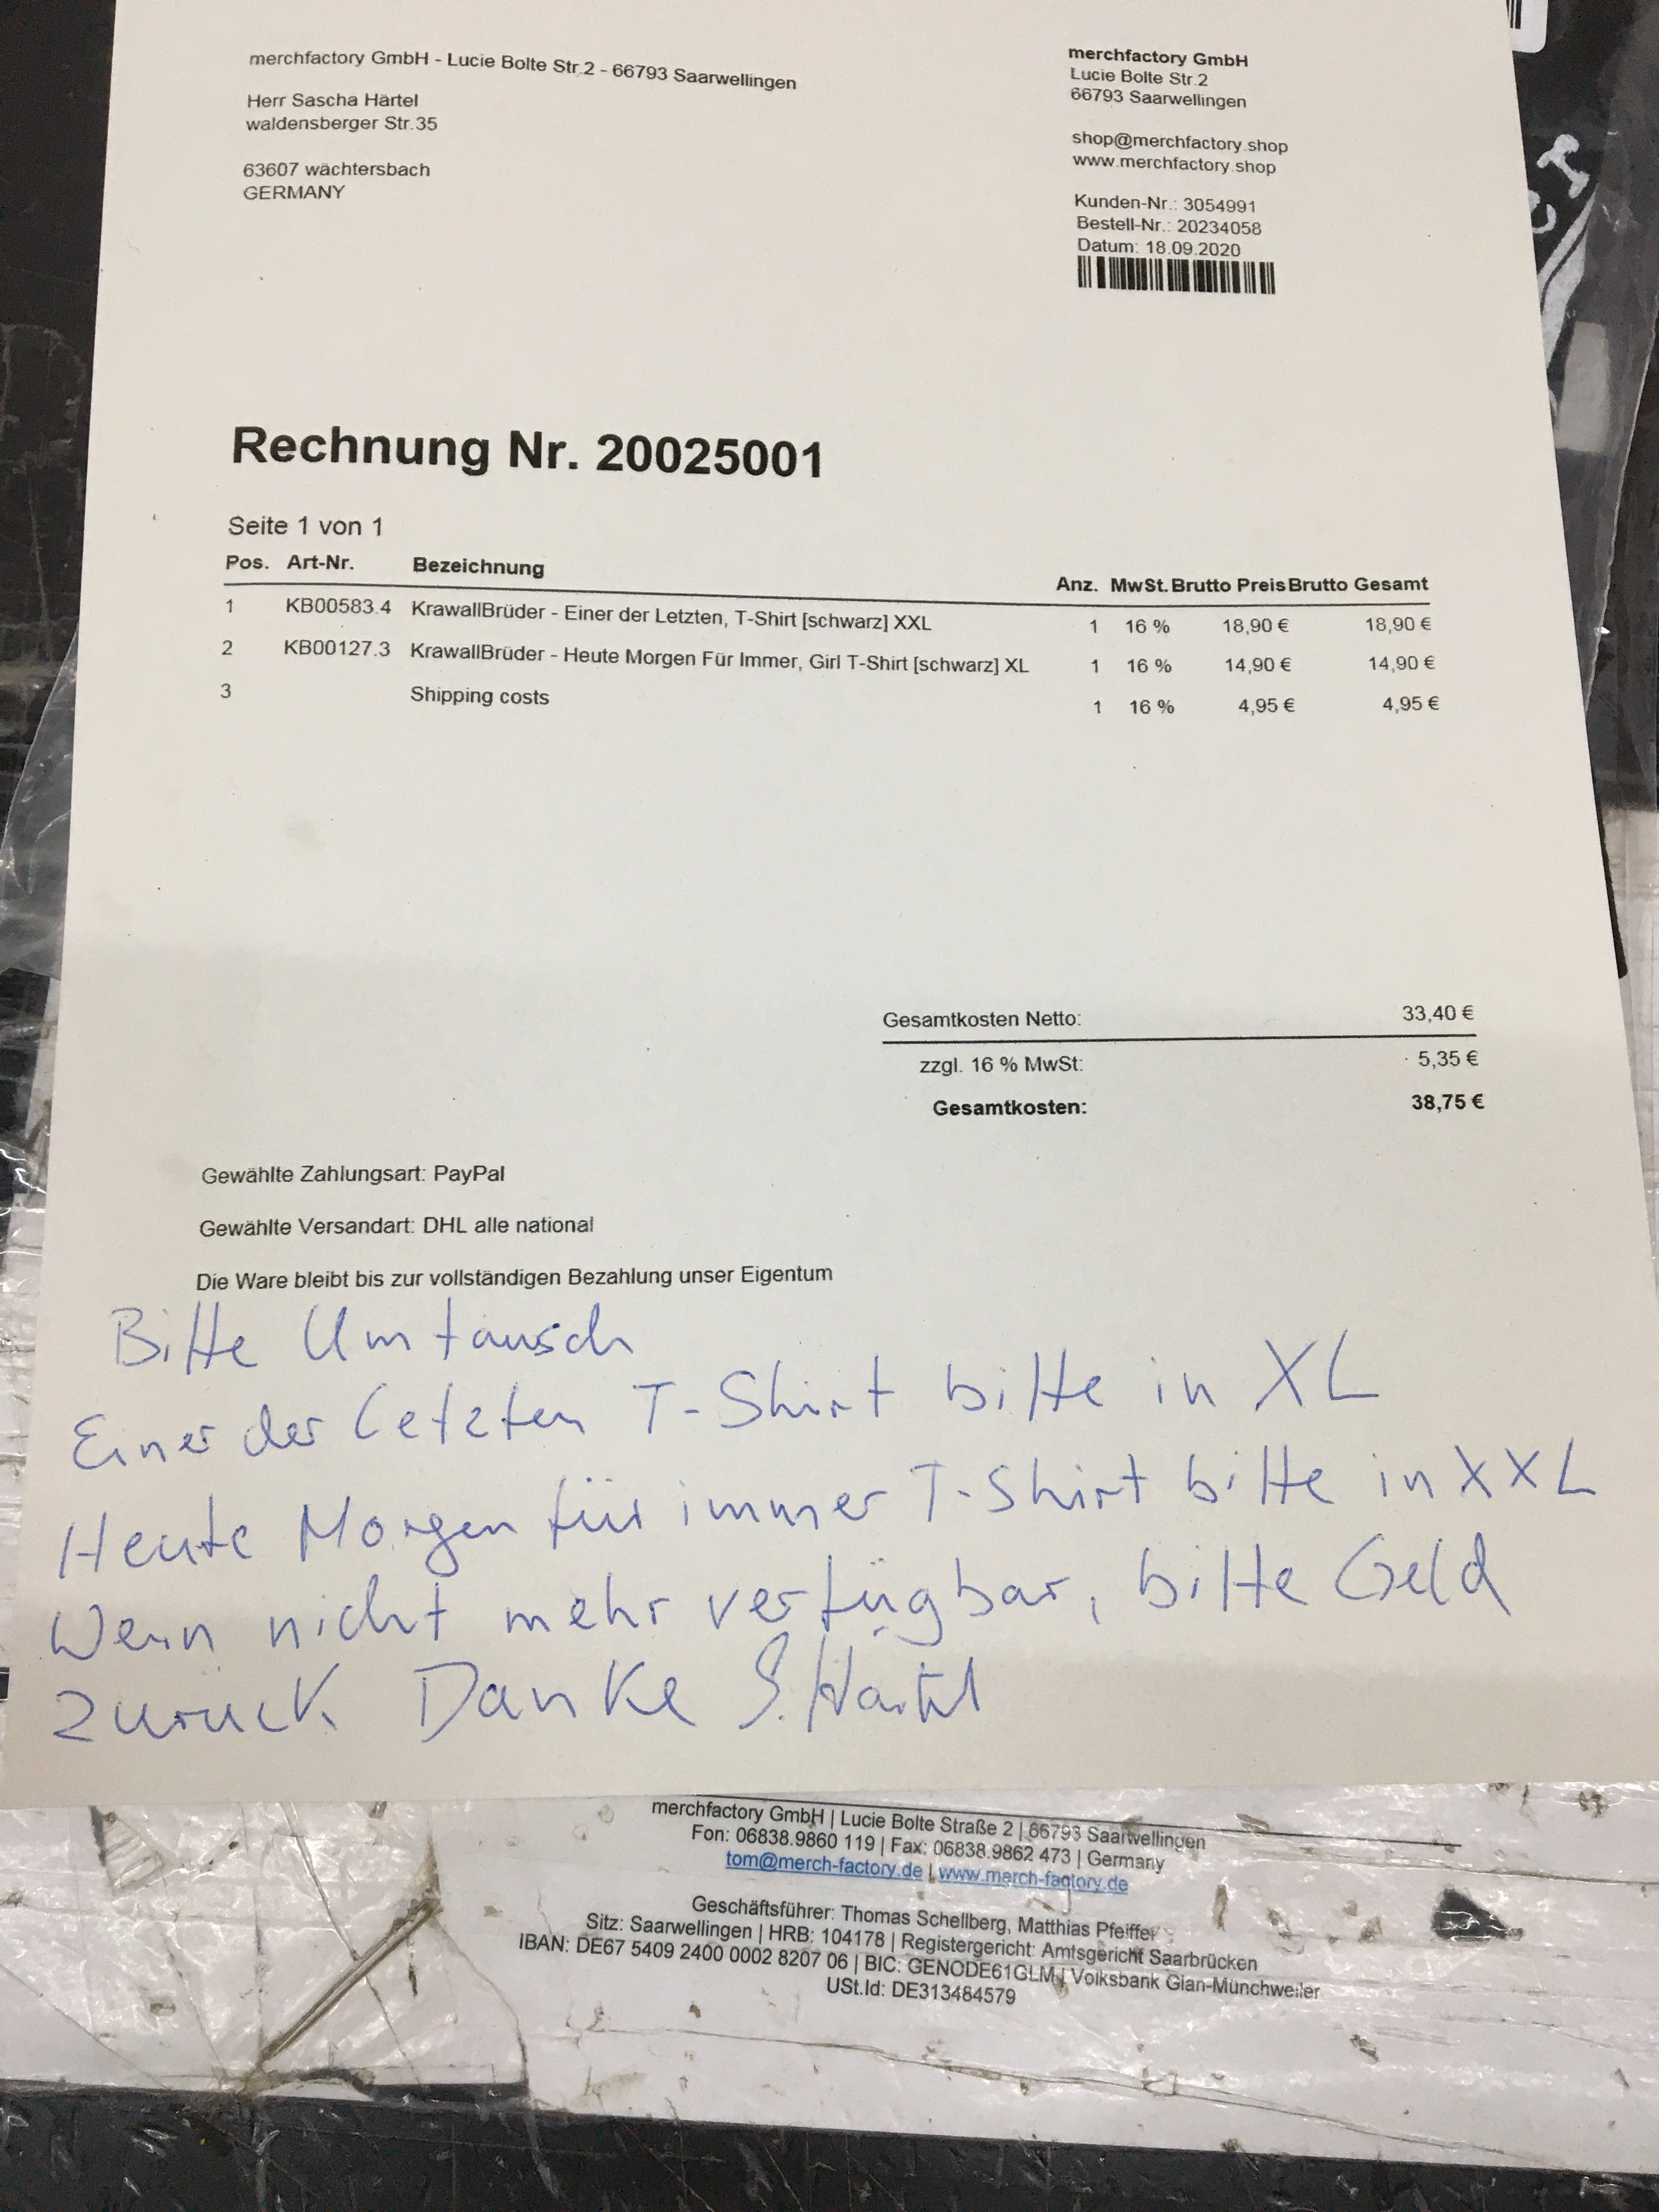 merchfactory GmbH - Lucie Bolte Str.2 - 66793 Saarwellingen
Herr Sascha Härtel
waldensberger Str.35
63607 wächtersbach
GERMANY
merchfactory GmbH
Lucie Bolte Str.2
66793 Saarwellingen
shop@merchfactory.shop
www.merchfactory.shop
Kunden-Nr.: 3054991
Bestell-Nr.: 20234058
Datum: 18.09.2020
Rechnung Nr. 20025001
Seite 1 von 1
Pos. Art-Nr. Bezeichnung Anz. MwSt. Brutto Preis Brutto Gesamt
1 KB00583.4 KrawallBrüder - Einer der Letzten, T-Shirt [schwarz] XXL 1 16 % 18,90 € 18,90 €
2 KB00127.3 KrawallBrüder - Heute Morgen Für Immer, Girl T-Shirt [schwarz] XL 1 16 % 14,90 € 14,90 €
3 Shipping costs 1 16 % 4,95 € 4,95 €
Gesamtkosten Netto: 33,40 €
zzgl. 16 % MwSt: 5,35 €
Gesamtkosten: 38,75 €
Gewählte Zahlungsart: PayPal
Gewählte Versandart: DHL alle national
Die Ware bleibt bis zur vollständigen Bezahlung unser Eigentum
Bitte Umtausch
Einer der Letzten T-Shirt bitte in XL
Heute Morgen für immer T-Shirt bitte in XXL
Wenn nicht mehr verfügbar, bitte Geld
zurück Danke S. Härtel
merchfactory GmbH | Lucie Bolte Straße 2 | 66793 Saarwellingen
Fon: 06838.9860 119 | Fax: 06838.9862 473 | Germany
tom@merch-factory.de | www.merch-factory.de
Geschäftsführer: Thomas Schellberg, Matthias Pfeiffer
Sitz: Saarwellingen | HRB: 104178 | Registergericht: Amtsgericht Saarbrücken
IBAN: DE67 5409 2400 0002 8207 06 | BIC: GENODE61GLM | Volksbank Glan-Münchweiler
USt.Id: DE313484579